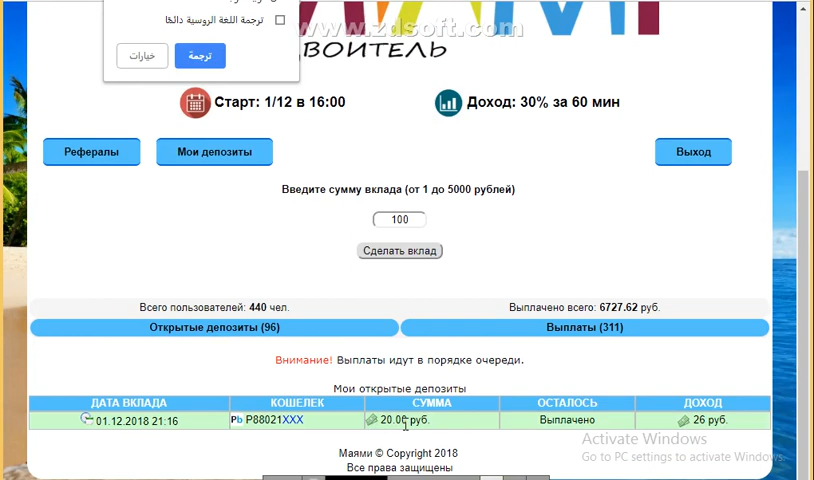 ترجمة اللغة الروسية دائمًا
خيارات
ترجمة
www.zdsoft.com
ВОИТЕЛЬ
Старт: 1/12 в 16:00
Доход: 30% за 60 мин
Рефералы
Мои депозиты
Выход
Введите сумму вклада (от 1 до 5000 рублей)
100
Сделать вклад
Всего пользователей: 440 чел.
Выплачено всего: 6727.62 руб.
Открытые депозиты (96)
Выплаты (311)
Внимание! Выплаты идут в порядке очереди.
Мои открытые депозиты
ДАТА ВКЛАДА КОШЕЛЕК СУММА ОСТАЛОСЬ ДОХОД
01.12.2018 21:16 Pb P88021XXX 20.00 руб. Выплачено 26 руб.
Activate Windows
Go to PC settings to activate Windows.
Маями © Copyright 2018
Все права защищены